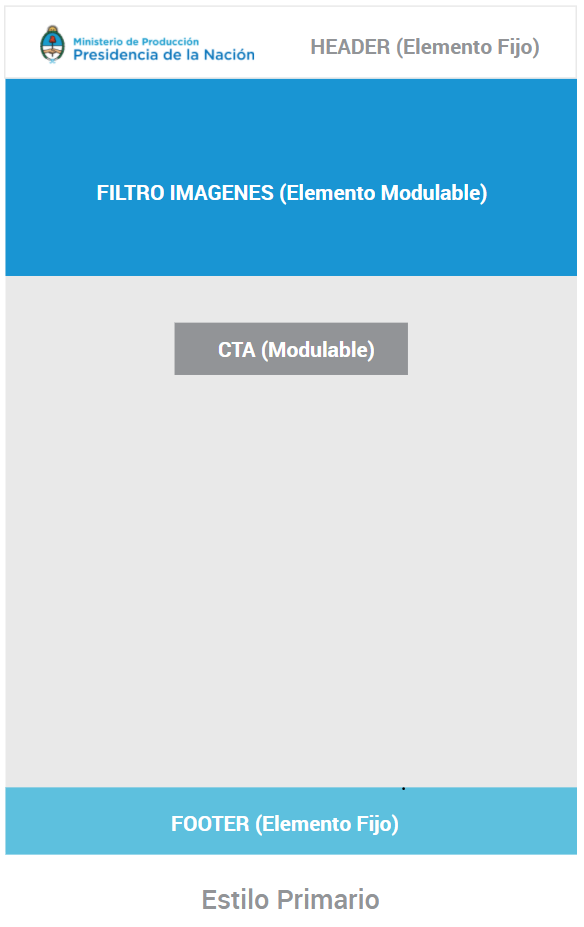 Ministerio de Producción
Presidencia de la Nación
HEADER (Elemento Fijo)
FILTRO IMAGENES (Elemento Modulable)
CTA (Modulable)
FOOTER (Elemento Fijo)
Estilo Primario